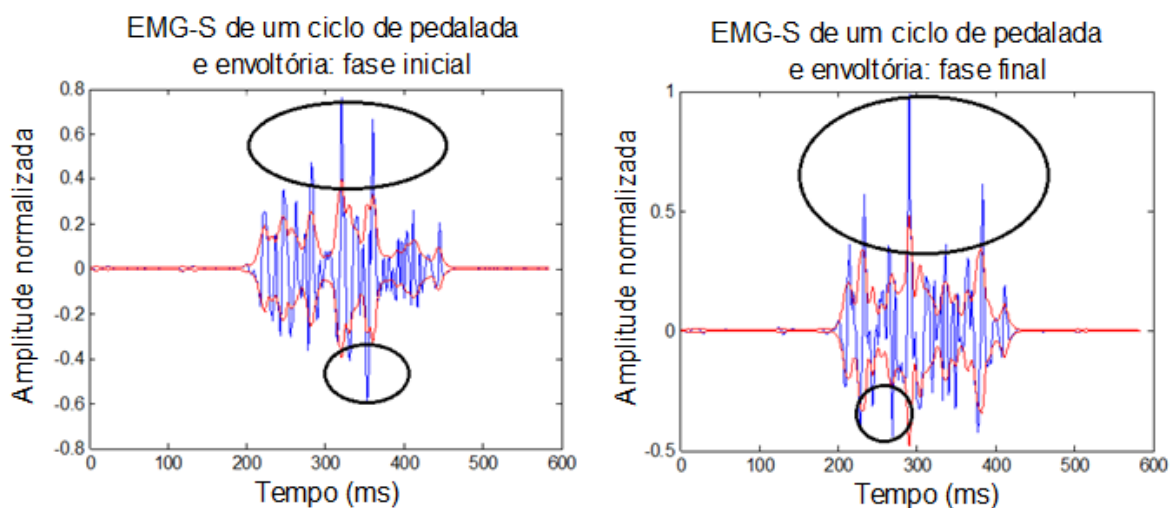 EMG-S de um ciclo de pedalada
e envoltória: fase inicial
Amplitude normalizada
0.8
0.6
0.4
0.2
0
-0.2
-0.4
-0.6
-0.8
0 100 200 300 400 500 600
Tempo (ms)
EMG-S de um ciclo de pedalada
e envoltória: fase final
Amplitude normalizada
1
0.5
0
-0.5
0 100 200 300 400 500 600
Tempo (ms)